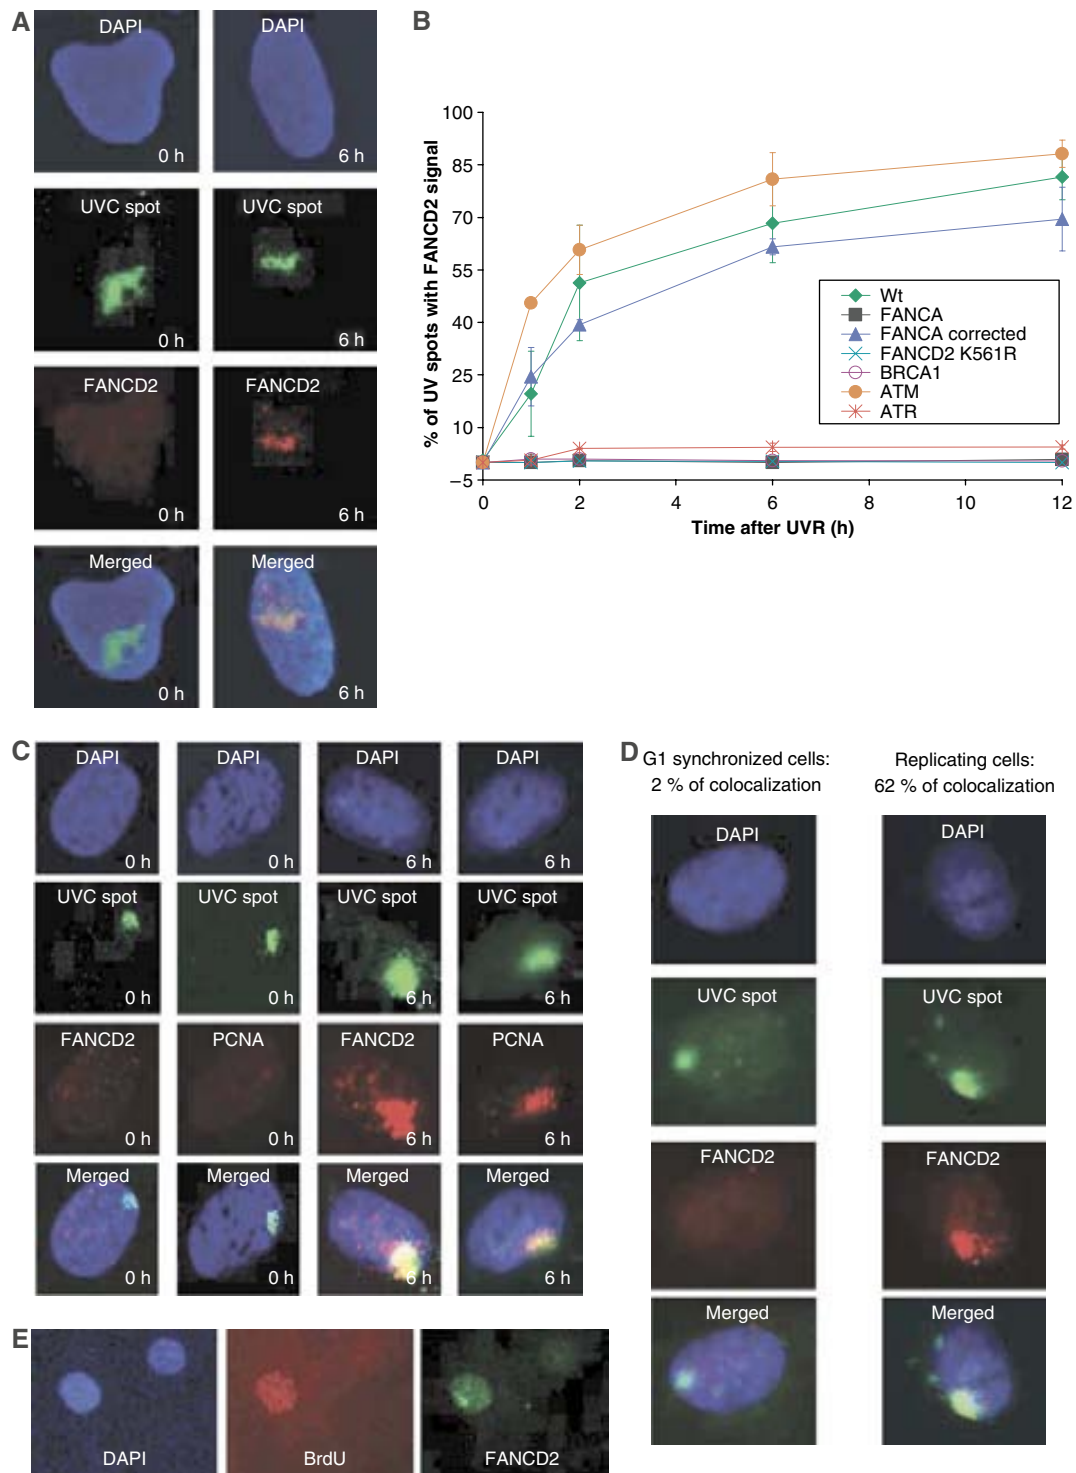 A
DAPI
0 h
DAPI
6 h
UVC spot
0 h
UVC spot
6 h
FANCD2
0 h
FANCD2
6 h
Merged
0 h
Merged
6 h
B
% of UV spots with FANCD2 signal
100
85
70
55
40
25
10
−5
0
2
4
6
8
10
12
Time after UVR (h)
Wt
FANCA
FANCA corrected
FANCD2 K561R
BRCA1
ATM
ATR
C
DAPI
0 h
DAPI
0 h
DAPI
6 h
DAPI
6 h
UVC spot
0 h
UVC spot
0 h
UVC spot
6 h
UVC spot
6 h
FANCD2
0 h
PCNA
0 h
FANCD2
6 h
PCNA
6 h
Merged
0 h
Merged
0 h
Merged
6 h
Merged
6 h
D
G1 synchronized cells:
2 % of colocalization
Replicating cells:
62 % of colocalization
DAPI
DAPI
UVC spot
UVC spot
FANCD2
FANCD2
Merged
Merged
E
DAPI
BrdU
FANCD2